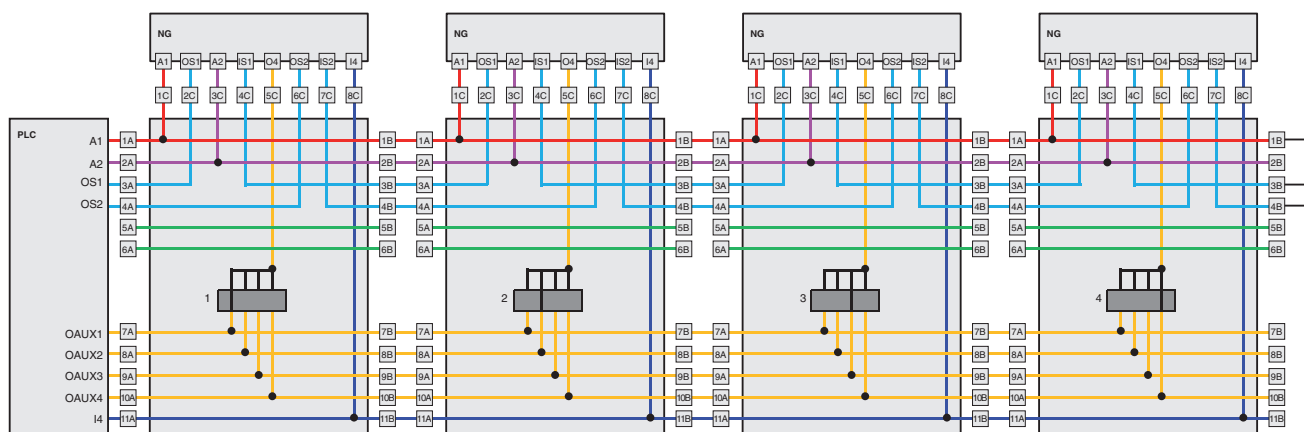 NG NG NG NG
A1 OS1 A2 IS1 O4 OS2 IS2 I4 A1 OS1 A2 IS1 O4 OS2 IS2 I4 A1 OS1 A2 IS1 O4 OS2 IS2 I4 A1 OS1 A2 IS1 O4 OS2 IS2 I4
1C 2C 3C 4C 5C 6C 7C 8C 1C 2C 3C 4C 5C 6C 7C 8C 1C 2C 3C 4C 5C 6C 7C 8C 1C 2C 3C 4C 5C 6C 7C 8C
PLC
A1 1A 1B 1A 1B 1A 1B 1A 1B
A2 2A 2B 2A 2B 2A 2B 2A 2B
OS1 3A 3B 3A 3B 3A 3B 3A 3B
OS2 4A 4B 4A 4B 4A 4B 4A 4B
5A 5B 5A 5B 5A 5B 5A 5B
6A 6B 6A 6B 6A 6B 6A 6B
1 2 3 4
OAUX1 7A 7B 7A 7B 7A 7B 7A 7B
OAUX2 8A 8B 8A 8B 8A 8B 8A 8B
OAUX3 9A 9B 9A 9B 9A 9B 9A 9B
OAUX4 10A 10B 10A 10B 10A 10B 10A 10B
I4 11A 11B 11A 11B 11A 11B 11A 11B